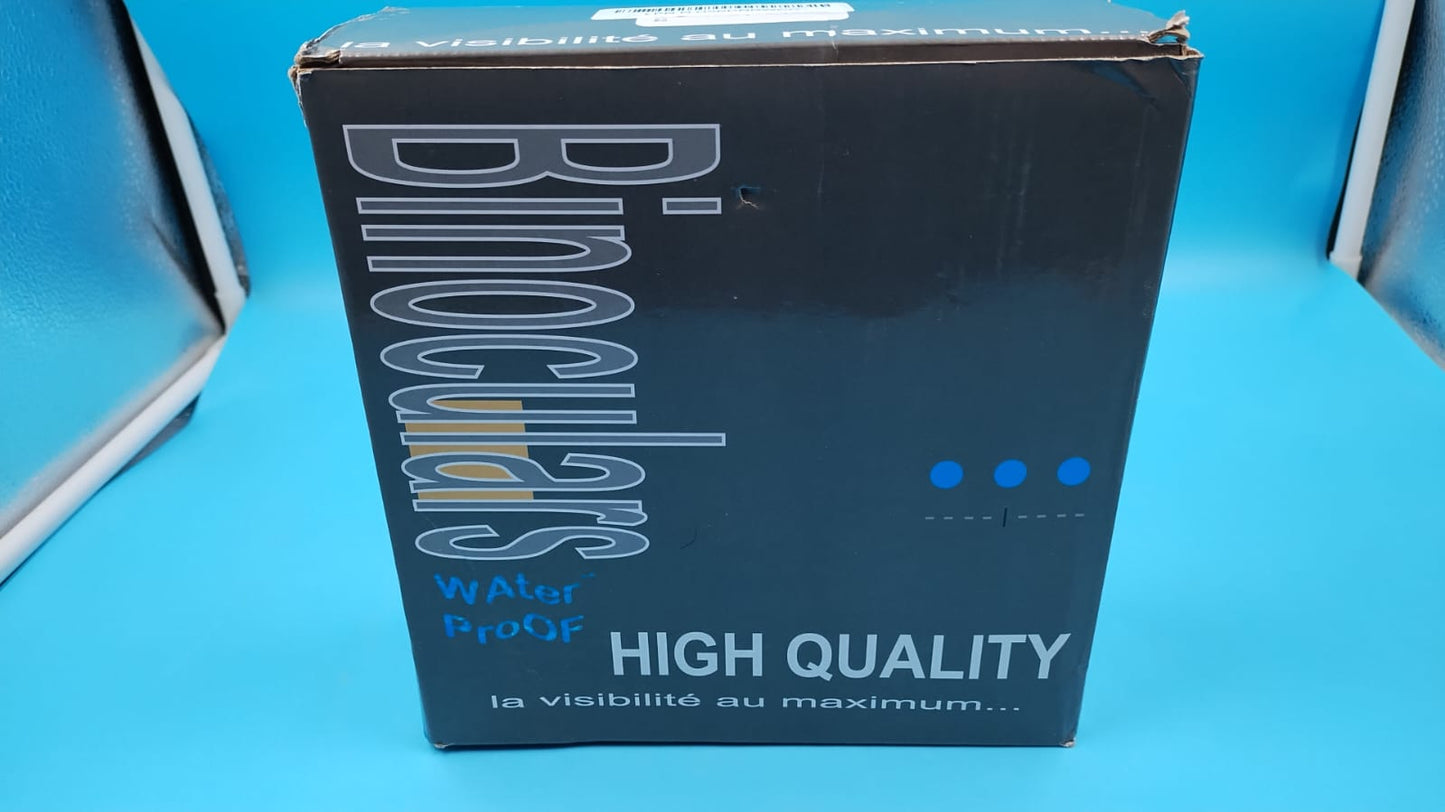 la visibilité au maximum...
Binoculars
WAter
ProOF
HIGH QUALITY
la visibilité au maximum...